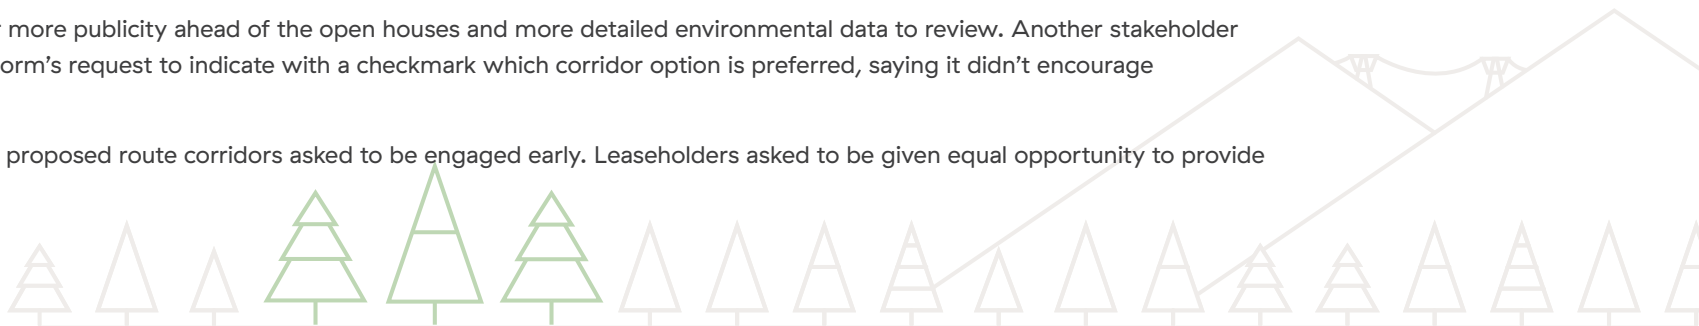 more publicity ahead of the open houses and more detailed environmental data to review. Another stakeholder
orm’s request to indicate with a checkmark which corridor option is preferred, saying it didn’t encourage
proposed route corridors asked to be engaged early. Leaseholders asked to be given equal opportunity to provide